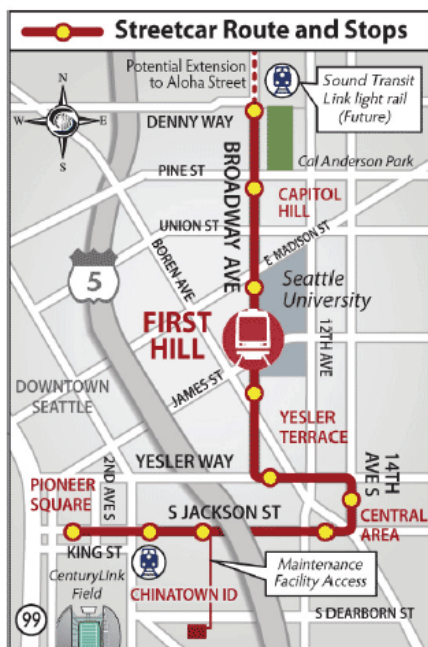 Streetcar Route and Stops
Potential Extension
to Aloha Street
Sound Transit
Link light rail
(Future)
N
W
E
S
DENNY WAY
Cal Anderson Park
PINE ST
BROADWAY AVE
CAPITOL
HILL
UNION ST
E MADISON ST
BOREN AVE
5
Seattle
University
FIRST
HILL
12TH AVE
DOWNTOWN
SEATTLE
JAMES ST
YESLER
TERRACE
YESLER WAY
14TH
AVE S
PIONEER
SQUARE
2ND AVE S
S JACKSON ST
CENTRAL
AREA
KING ST
Maintenance
Facility Access
CenturyLink
Field
CHINATOWN ID
S DEARBORN ST
99